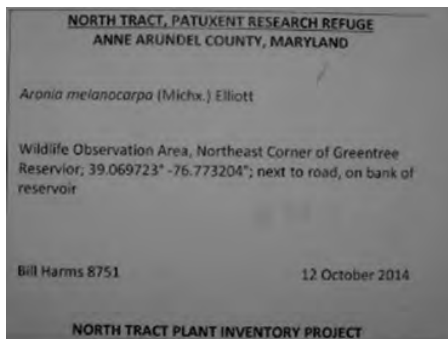 NORTH TRACT, PATUXENT RESEARCH REFUGE
ANNE ARUNDEL COUNTY, MARYLAND
Aronia melanocarpa (Michx.) Elliott
Wildlife Observation Area, Northeast Corner of Greentree
Reservior; 39.069723° -76.773204°; next to road, on bank of
reservoir
Bill Harms 8751 12 October 2014
NORTH TRACT PLANT INVENTORY PROJECT